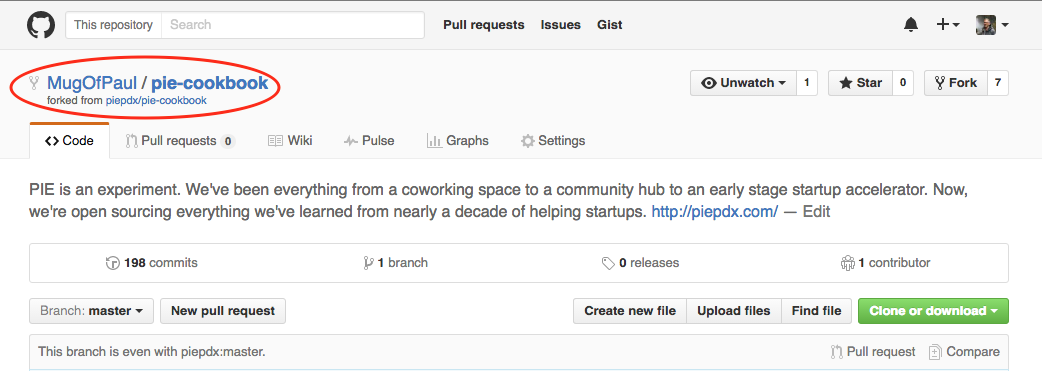 This repository Search Pull requests Issues Gist
MugOfPaul / pie-cookbook
forked from piepdx/pie-cookbook
Unwatch 1 Star 0 Fork 7
Code Pull requests 0 Wiki Pulse Graphs Settings
PIE is an experiment. We've been everything from a coworking space to a community hub to an early stage startup accelerator. Now,
we're open sourcing everything we've learned from nearly a decade of helping startups. http://piepdx.com/ — Edit
198 commits 1 branch 0 releases 1 contributor
Branch: master New pull request Create new file Upload files Find file Clone or download
This branch is even with piepdx:master. Pull request Compare